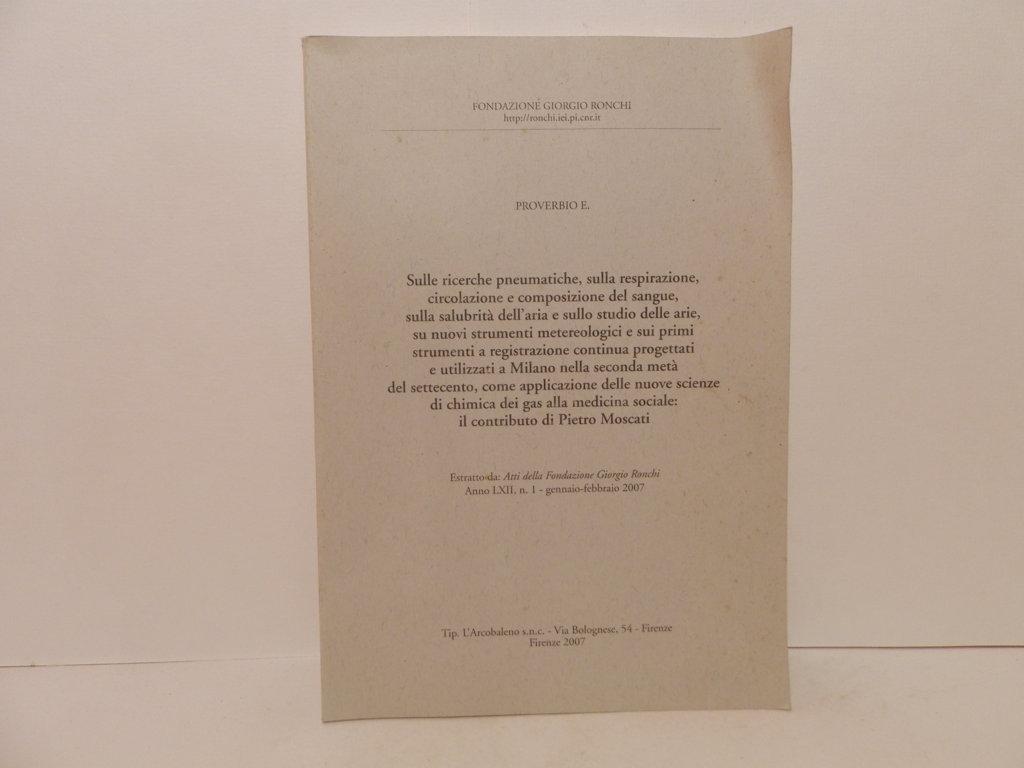 FONDAZIONE GIORGIO RONCHI
http://ronchi.iei.pi.cnr.it
PROVERBIO E.
Sulle ricerche pneumatiche, sulla respirazione,
circolazione e composizione del sangue,
sulla salubrità dell'aria e sullo studio delle arie,
su nuovi strumenti metereologici e sui primi
strumenti a registrazione continua progettati
e utilizzati a Milano nella seconda metà
del settecento, come applicazione delle nuove scienze
di chimica dei gas alla medicina sociale:
il contributo di Pietro Moscati
Estratto da: Atti della Fondazione Giorgio Ronchi
Anno LXII, n. 1 - gennaio-febbraio 2007
Tip. L'Arcobaleno s.n.c. - Via Bolognese, 54 - Firenze
Firenze 2007